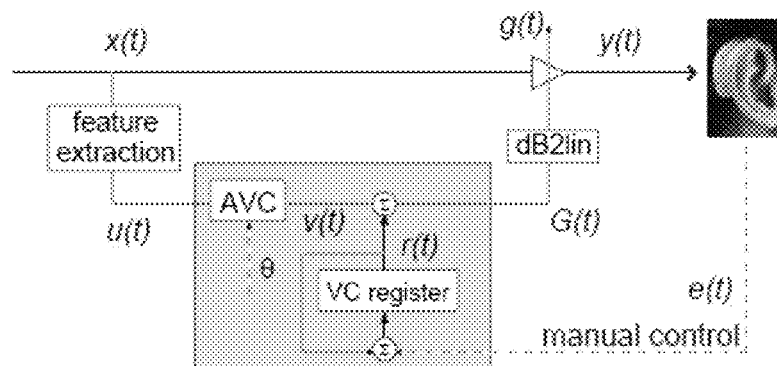 x(t)
g(t)
y(t)
feature
extraction
dB2lin
AVC
v(t)
Σ
u(t)
G(t)
r(t)
θ
VC register
e(t)
manual control
Σ